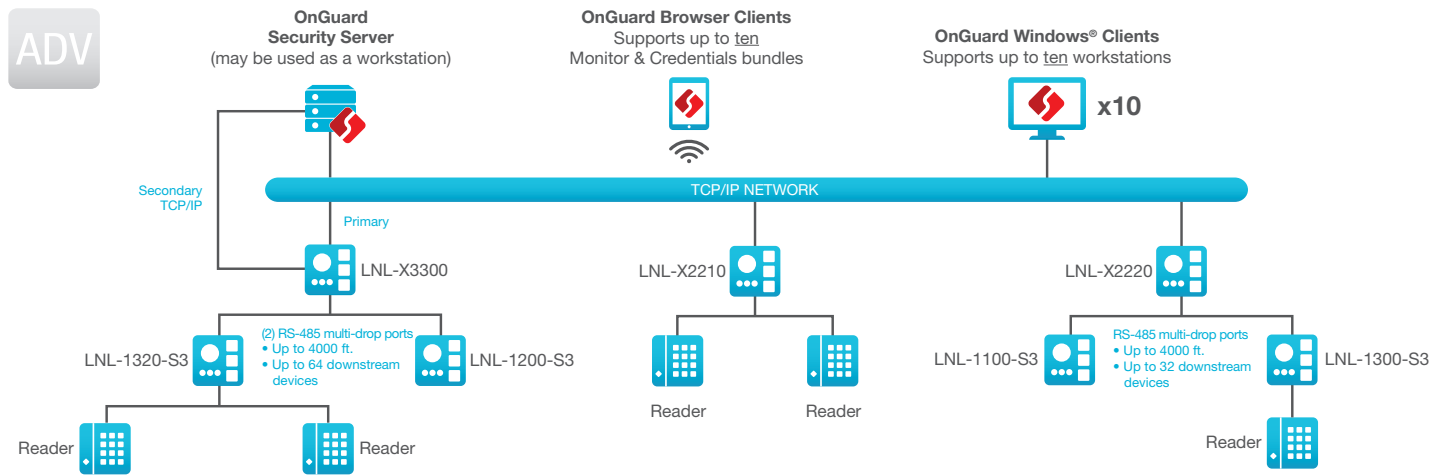 ADV
OnGuard
Security Server
(may be used as a workstation)
OnGuard Browser Clients
Supports up to ten
Monitor & Credentials bundles
OnGuard Windows® Clients
Supports up to ten workstations
x10
Secondary
TCP/IP
TCP/IP NETWORK
Primary
LNL-X3300
LNL-X2210
LNL-X2220
LNL-1320-S3
(2) RS-485 multi-drop ports
• Up to 4000 ft.
• Up to 64 downstream
devices
LNL-1200-S3
LNL-1100-S3
RS-485 multi-drop ports
• Up to 4000 ft.
• Up to 32 downstream
devices
LNL-1300-S3
Reader
Reader
Reader
Reader
Reader